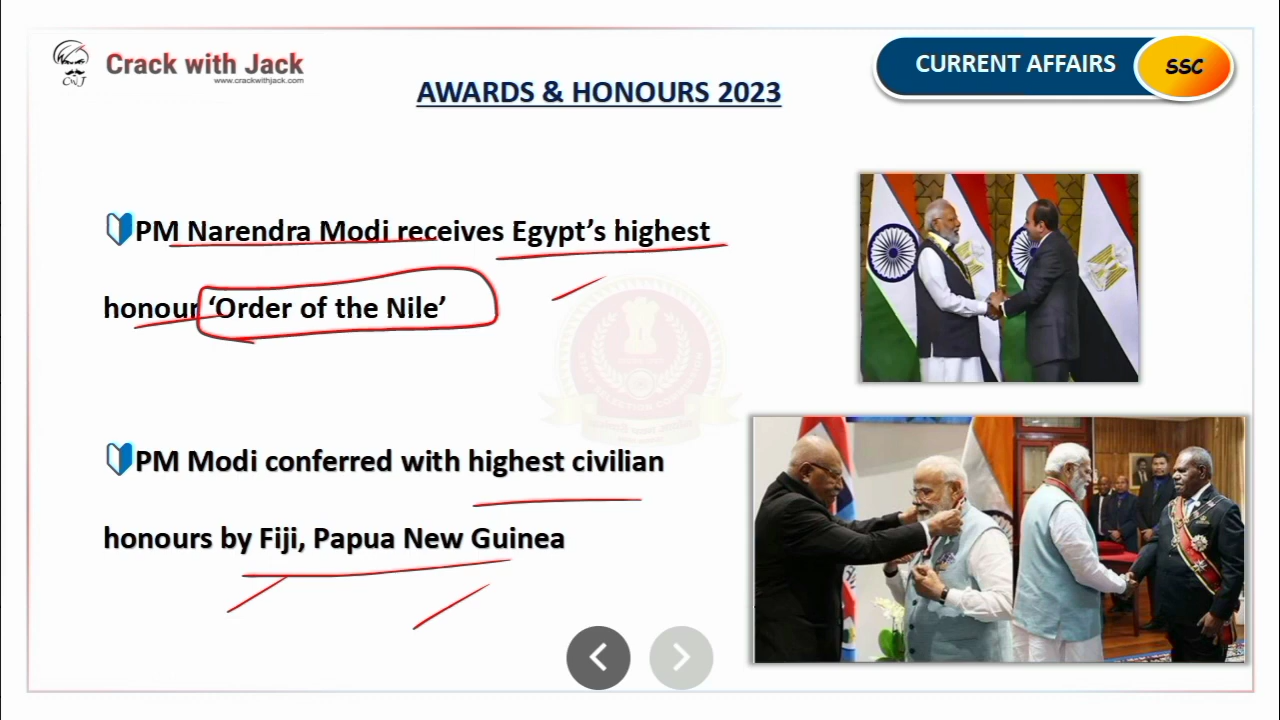 Crack with Jack
www.crackwithjack.com
CwJ
CURRENT AFFAIRS
SSC
AWARDS & HONOURS 2023
PM Narendra Modi receives Egypt’s highest
honour ‘Order of the Nile’
PM Modi conferred with highest civilian
honours by Fiji, Papua New Guinea